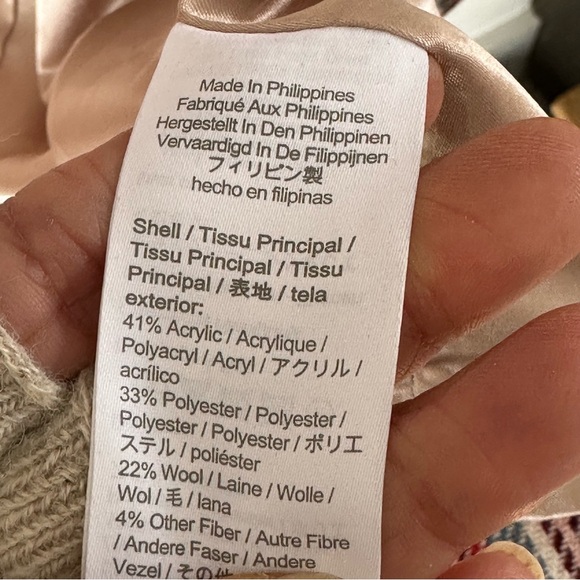 Made In Philippines
Fabriqué Aux Philippines
Hergestellt In Den Philippinen
Vervaardigd In De Filippijnen
フィリピン製
hecho en filipinas
Shell / Tissu Principal /
Tissu Principal / Tissu
Principal / 表地 / tela
exterior:
41% Acrylic / Acrylique /
Polyacryl / Acryl / アクリル /
acrílico
33% Polyester / Polyester /
Polyester / Polyester / ポリエ
ステル / poliéster
22% Wool / Laine / Wolle /
Wol / 毛 / lana
4% Other Fiber / Autre Fibre
/ Andere Faser / Andere
Vezel / その他